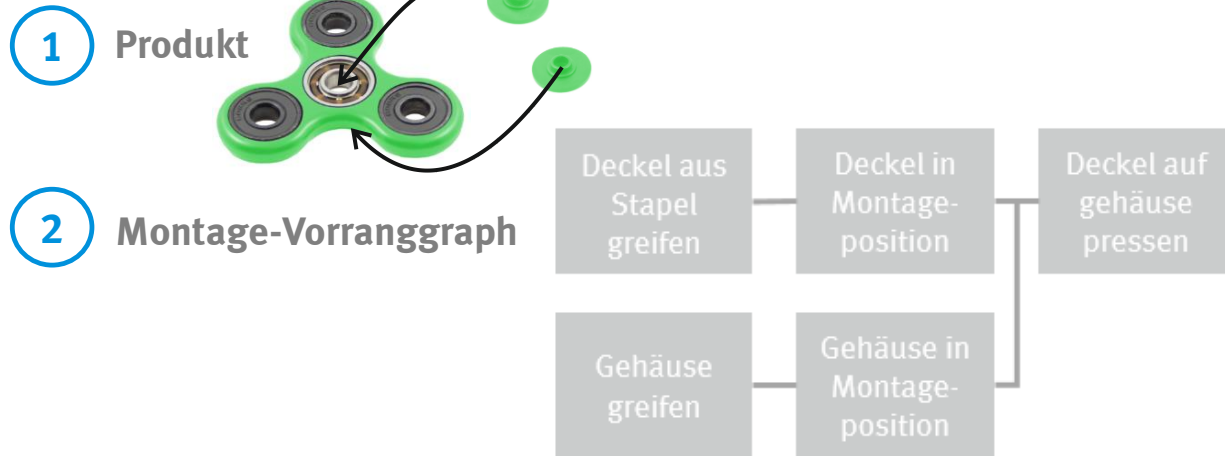 1
Produkt
2
Montage-Vorranggraph
Deckel aus
Stapel
greifen
Deckel in
Montage-
position
Deckel auf
gehäuse
pressen
Gehäuse
greifen
Gehäuse in
Montage-
position